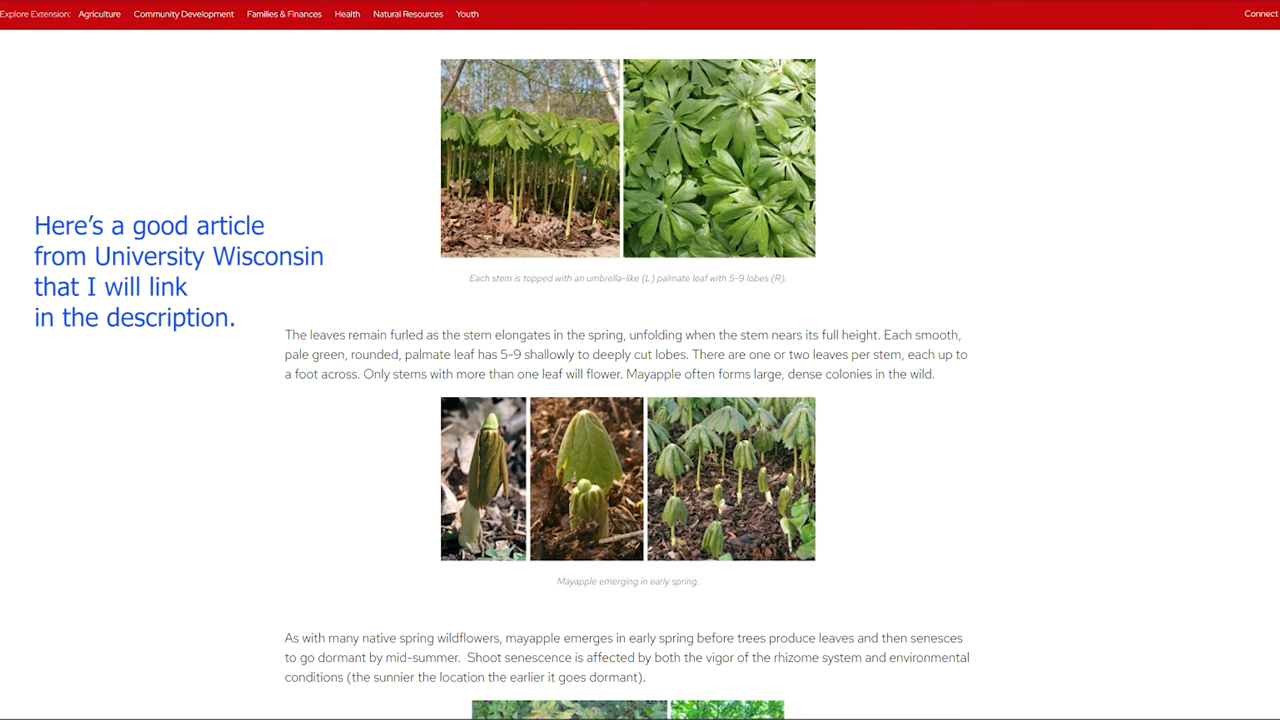 Explore Extension: Agriculture Community Development Families & Finances Health Natural Resources Youth Connect
Here’s a good article
from University Wisconsin
that I will link
in the description.
Each stem is topped with an umbrella-like (L) palmate leaf with 5-9 lobes (R).
The leaves remain furled as the stem elongates in the spring, unfolding when the stem nears its full height. Each smooth,
pale green, rounded, palmate leaf has 5-9 shallowly to deeply cut lobes. There are one or two leaves per stem, each up to
a foot across. Only stems with more than one leaf will flower. Mayapple often forms large, dense colonies in the wild.
Mayapple emerging in early spring.
As with many native spring wildflowers, mayapple emerges in early spring before trees produce leaves and then senesces
to go dormant by mid-summer. Shoot senescence is affected by both the vigor of the rhizome system and environmental
conditions (the sunnier the location the earlier it goes dormant).